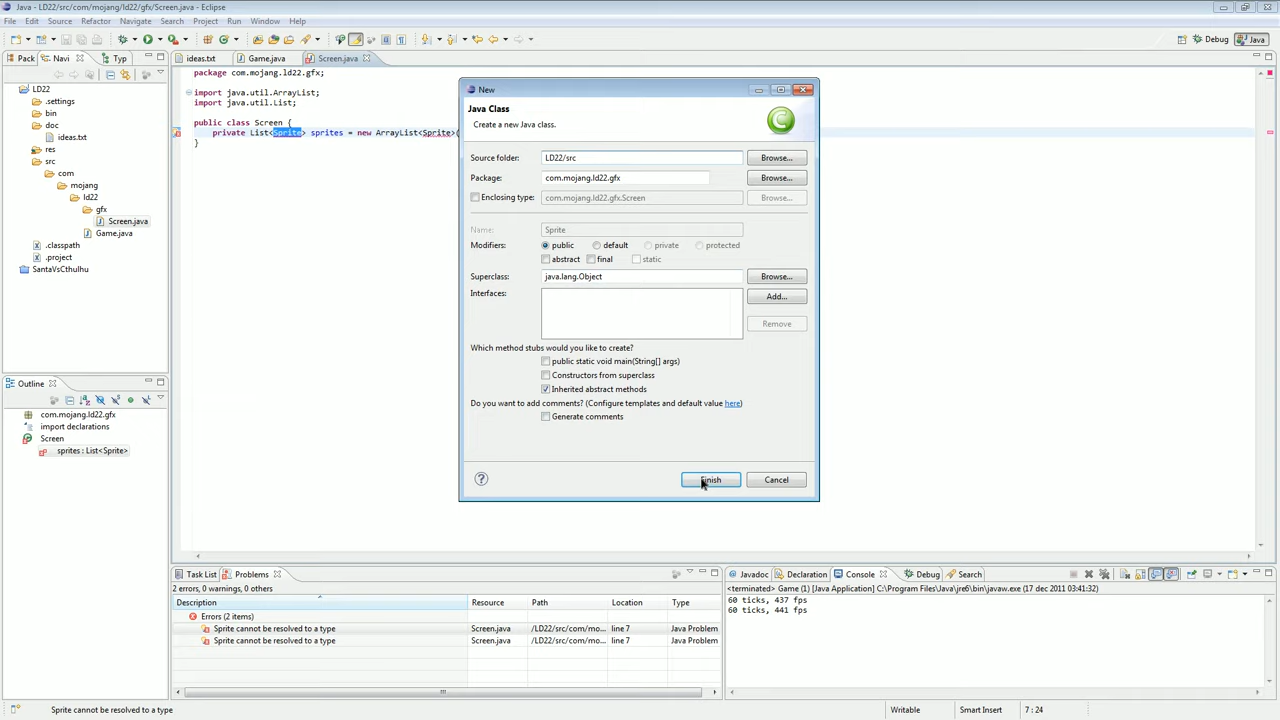 Java - LD22/src/com/mojang/ld22/gfx/Screen.java - Eclipse
File Edit Source Refactor Navigate Search Project Run Window Help
Debug Java
Pack Navi Typ
ideas.txt Game.java Screen.java
LD22
.settings
bin
doc
ideas.txt
res
src
com
mojang
ld22
gfx
Screen.java
Game.java
.classpath
.project
SantaVsCthulhu
package com.mojang.ld22.gfx;
import java.util.ArrayList;
import java.util.List;
public class Screen {
private List<Sprite> sprites = new ArrayList<Sprite>(
}
New
Java Class
Create a new Java class.
Source folder: LD22/src Browse...
Package: com.mojang.ld22.gfx Browse...
Enclosing type: com.mojang.ld22.gfx.Screen Browse...
Name: Sprite
Modifiers: public default private protected
abstract final static
Superclass: java.lang.Object Browse...
Interfaces: Add...
Remove
Which method stubs would you like to create?
public static void main(String[] args)
Constructors from superclass
Inherited abstract methods
Do you want to add comments? (Configure templates and default value here)
Generate comments
? Finish Cancel
Outline
com.mojang.ld22.gfx
import declarations
Screen
sprites : List<Sprite>
Task List Problems
2 errors, 0 warnings, 0 others
Description Resource Path Location Type
Errors (2 items)
Sprite cannot be resolved to a type Screen.java /LD22/src/com/mo... line 7 Java Problem
Sprite cannot be resolved to a type Screen.java /LD22/src/com/mo... line 7 Java Problem
Javadoc Declaration Console Debug Search
<terminated> Game (1) [Java Application] C:\Program Files\Java\jre6\bin\javaw.exe (17 dec 2011 03:41:32)
60 ticks, 437 fps
60 ticks, 441 fps
Sprite cannot be resolved to a type Writable Smart Insert 7 : 24